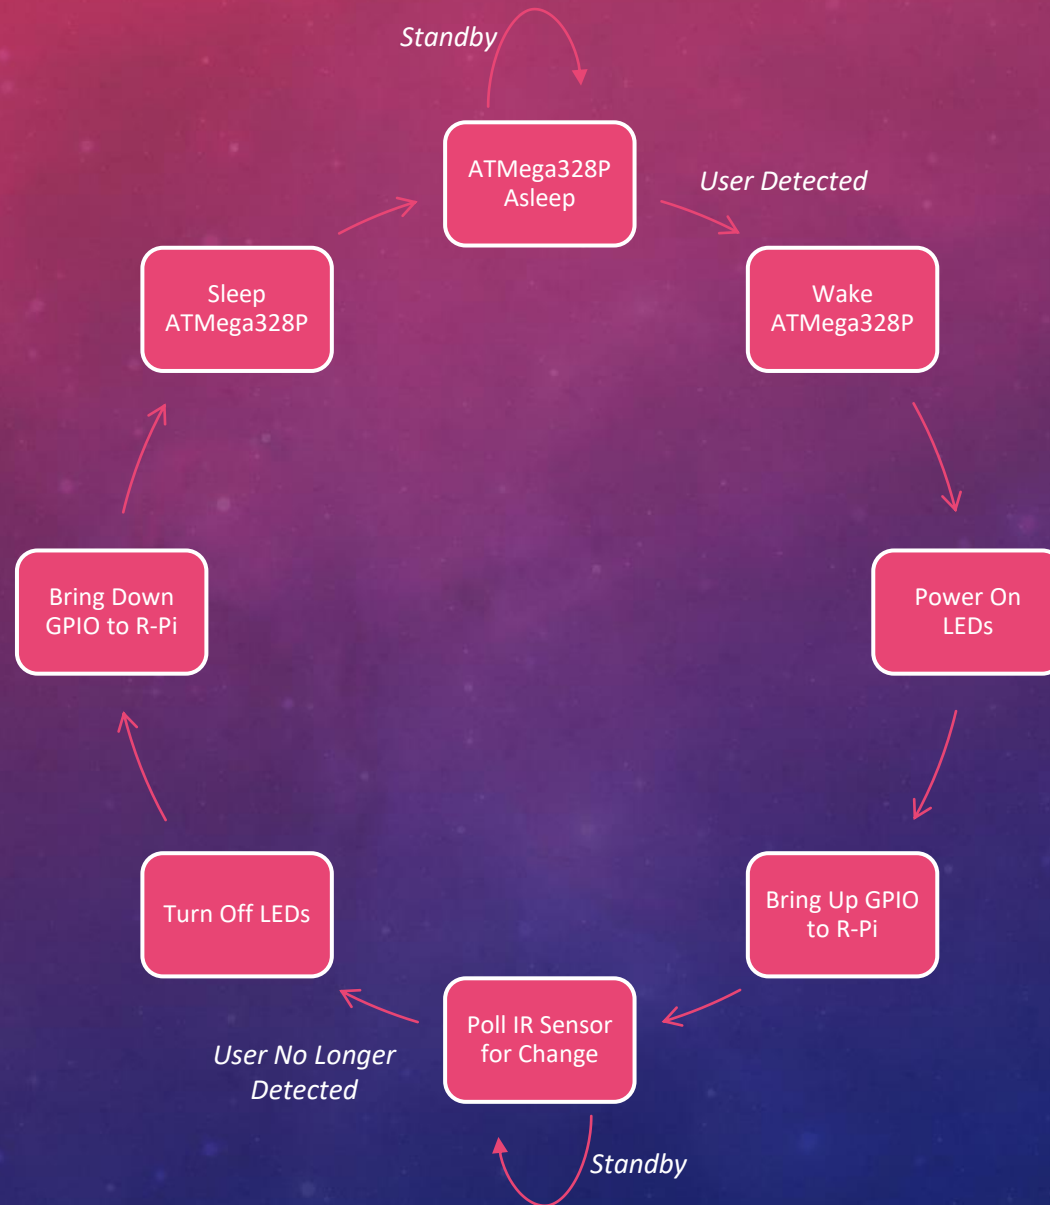 Standby
ATMega328P
Asleep
User Detected
Wake
ATMega328P
Power On
LEDs
Bring Up GPIO
to R-Pi
Poll IR Sensor
for Change
Standby
User No Longer
Detected
Turn Off LEDs
Bring Down
GPIO to R-Pi
Sleep
ATMega328P